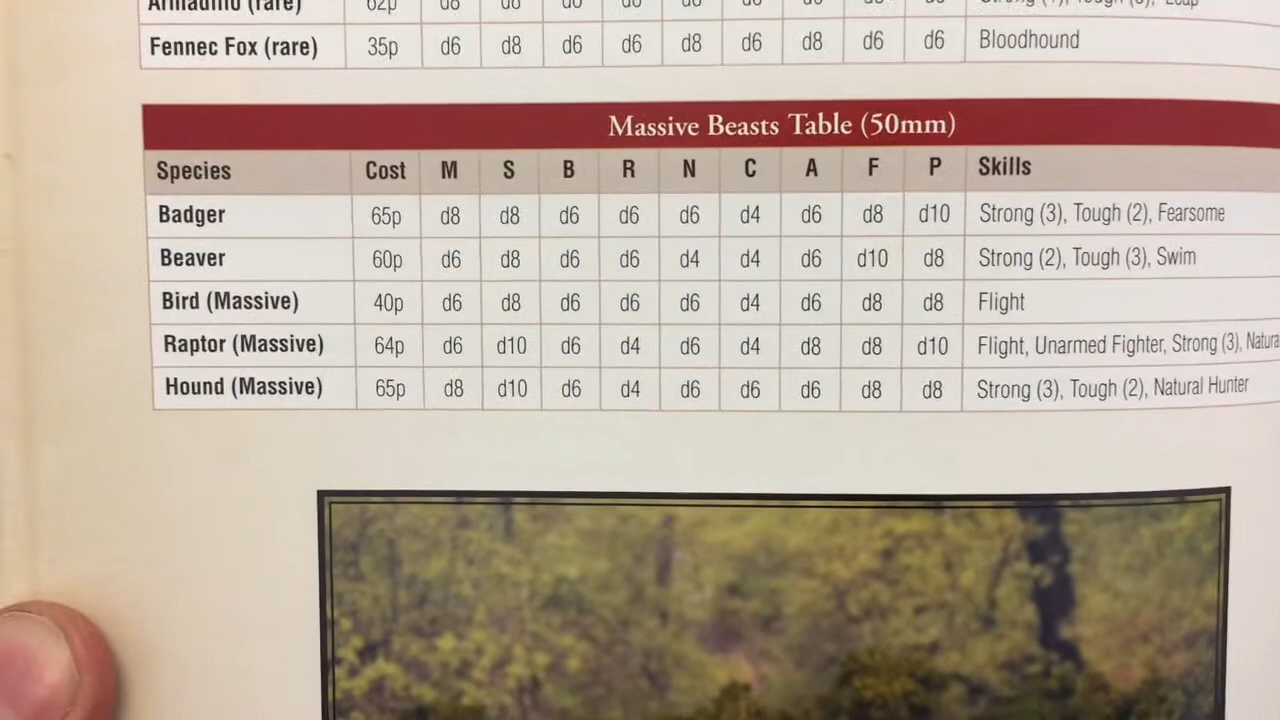 Armadillo (rare) 62p d8
Fennec Fox (rare) 35p d6 d8 d6 d6 d8 d6 d8 d6 d6 Bloodhound
Massive Beasts Table (50mm)
Species Cost M S B R N C A F P Skills
Badger 65p d8 d8 d6 d6 d6 d4 d6 d8 d10 Strong (3), Tough (2), Fearsome
Beaver 60p d6 d8 d6 d6 d4 d4 d6 d10 d8 Strong (2), Tough (3), Swim
Bird (Massive) 40p d6 d8 d6 d6 d6 d4 d6 d8 d8 Flight
Raptor (Massive) 64p d6 d10 d6 d4 d6 d4 d8 d8 d10 Flight, Unarmed Fighter, Strong (3), Natura
Hound (Massive) 65p d8 d10 d6 d4 d6 d6 d6 d8 d8 Strong (3), Tough (2), Natural Hunter